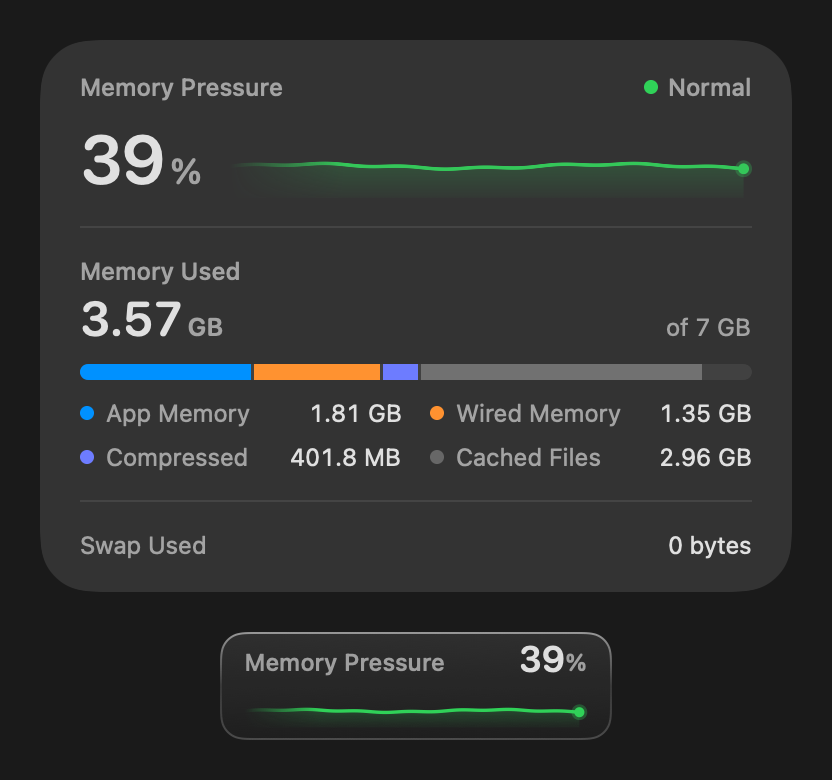 Memory Pressure Normal
39 %
Memory Used
3.57 GB of 7 GB
App Memory 1.81 GB Wired Memory 1.35 GB
Compressed 401.8 MB Cached Files 2.96 GB
Swap Used 0 bytes
Memory Pressure 39%